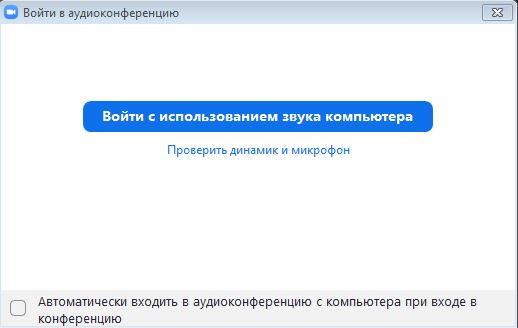 Войти в аудиоконференцию
Войти с использованием звука компьютера
Проверить динамик и микрофон
Автоматически входить в аудиоконференцию с компьютера при входе в
конференцию